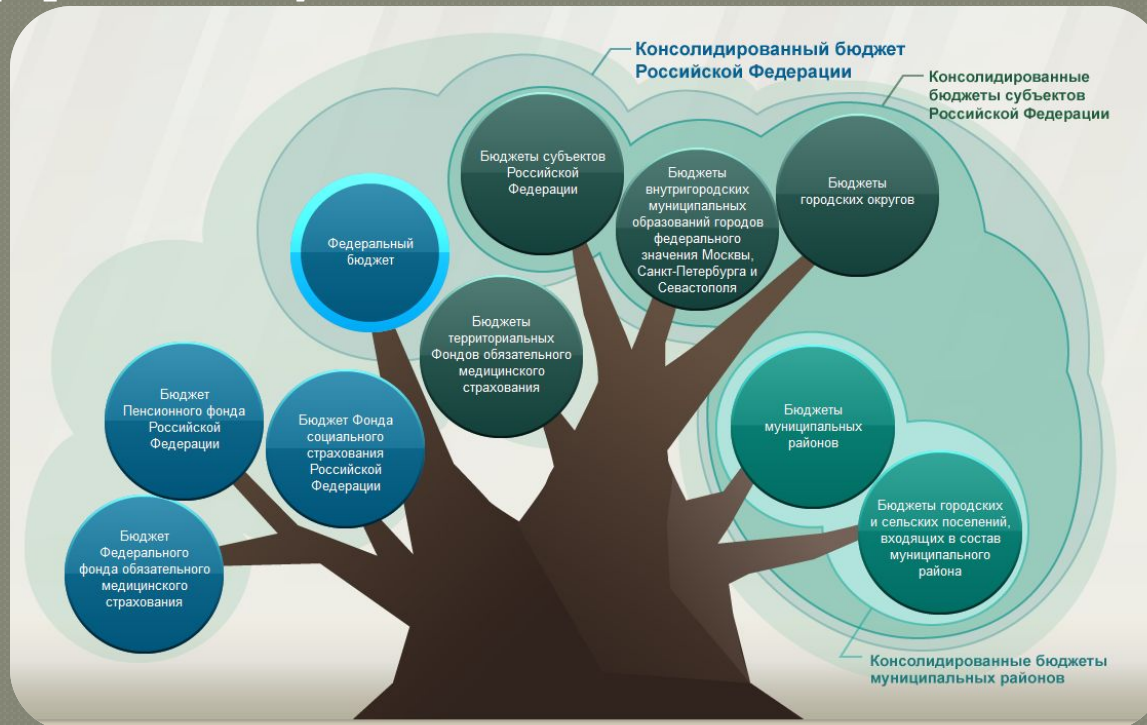 Консолидированный бюджет
Российской Федерации
Консолидированные
бюджеты субъектов
Российской Федерации
Бюджеты субъектов
Российской
Федерации
Бюджеты
внутригородских
муниципальных
образований городов
федерального
значения Москвы,
Санкт-Петербурга и
Севастополя
Бюджеты
городских округов
Федеральный
бюджет
Бюджеты
территориальных
Фондов обязательного
медицинского
страхования
Бюджет
Пенсионного фонда
Российской
Федерации
Бюджет Фонда
социального
страхования
Российской
Федерации
Бюджеты
муниципальных
районов
Бюджет
Федерального
фонда обязательного
медицинского
страхования
Бюджеты городских
и сельских поселений,
входящих в состав
муниципального
района
Консолидированные бюджеты
муниципальных районов